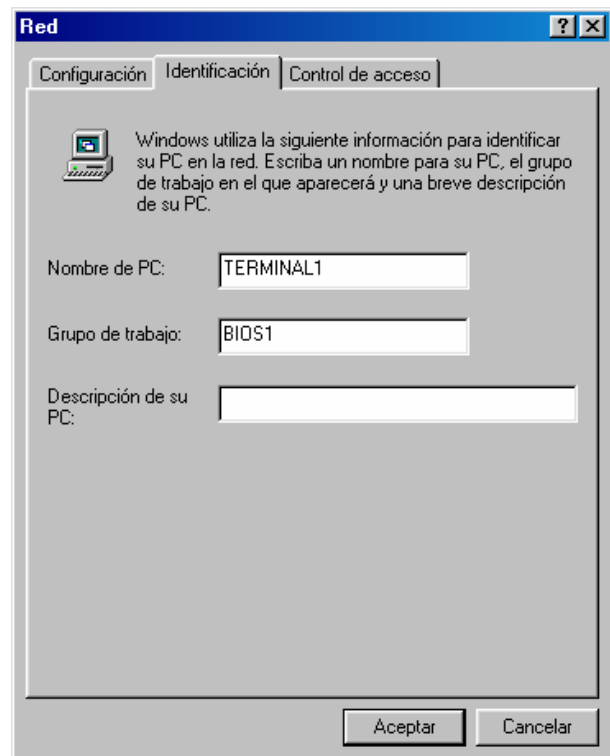 Red
Configuración Identificación Control de acceso
Windows utiliza la siguiente información para identificar
su PC en la red. Escriba un nombre para su PC, el grupo
de trabajo en el que aparecerá y una breve descripción
de su PC.
Nombre de PC: TERMINAL1
Grupo de trabajo: BIOS1
Descripción de su
PC:
Aceptar Cancelar